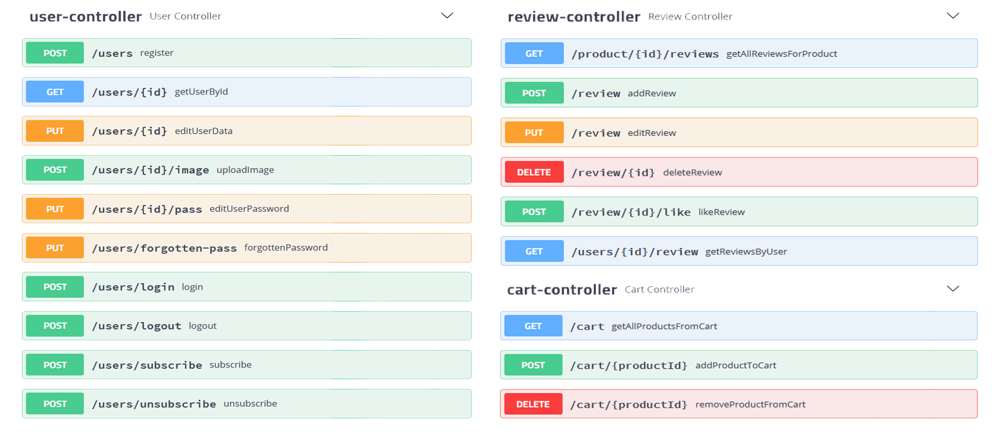 user-controller User Controller
POST /users register
GET /users/{id} getUserById
PUT /users/{id} editUserData
POST /users/{id}/image uploadImage
PUT /users/{id}/pass editUserPassword
PUT /users/forgotten-pass forgottenPassword
POST /users/login login
POST /users/logout logout
POST /users/subscribe subscribe
POST /users/unsubscribe unsubscribe
review-controller Review Controller
GET /product/{id}/reviews getAllReviewsForProduct
POST /review addReview
PUT /review editReview
DELETE /review/{id} deleteReview
POST /review/{id}/like likeReview
GET /users/{id}/review getReviewsByUser
cart-controller Cart Controller
GET /cart getAllProductsFromCart
POST /cart/{productId} addProductToCart
DELETE /cart/{productId} removeProductFromCart